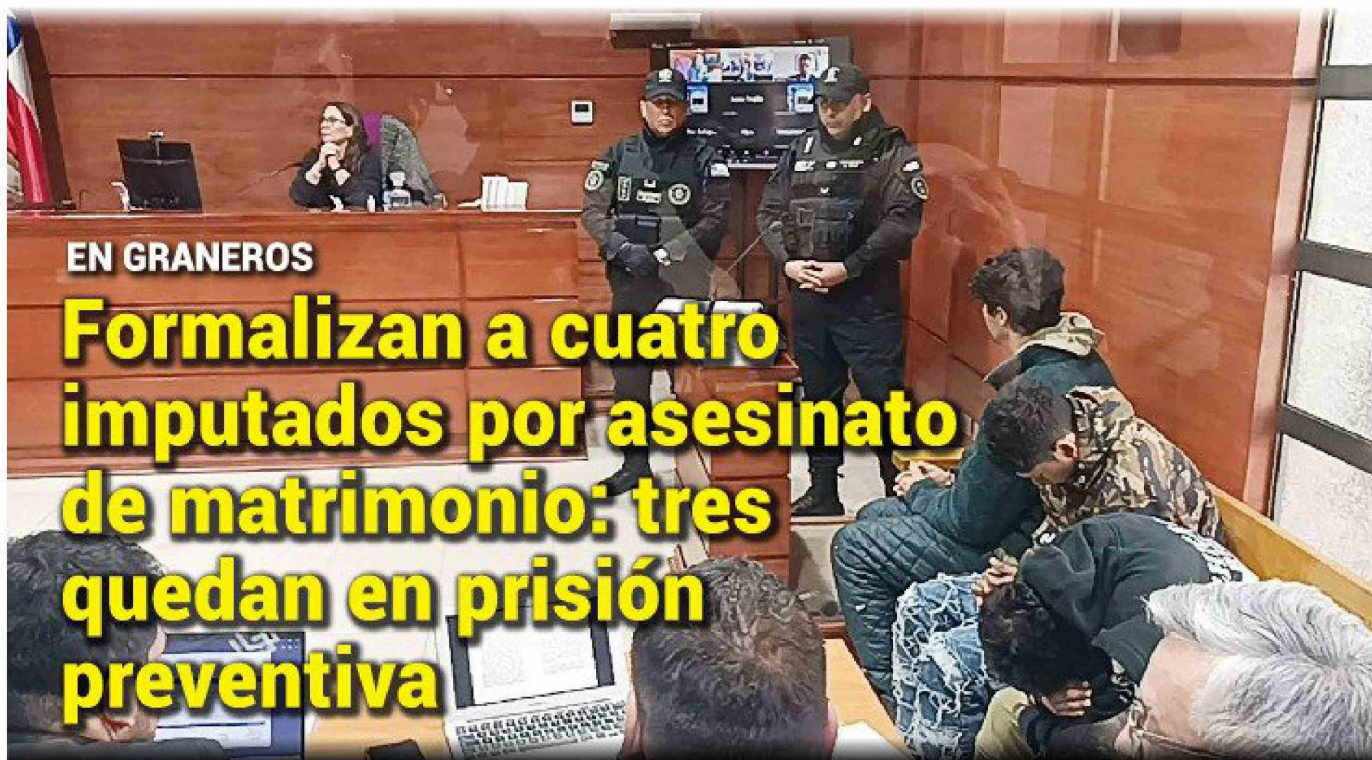 EN GRANEROS
Formalizan a cuatro
imputados por asesinato
de matrimonio: tres
quedan en prisión
preventiva